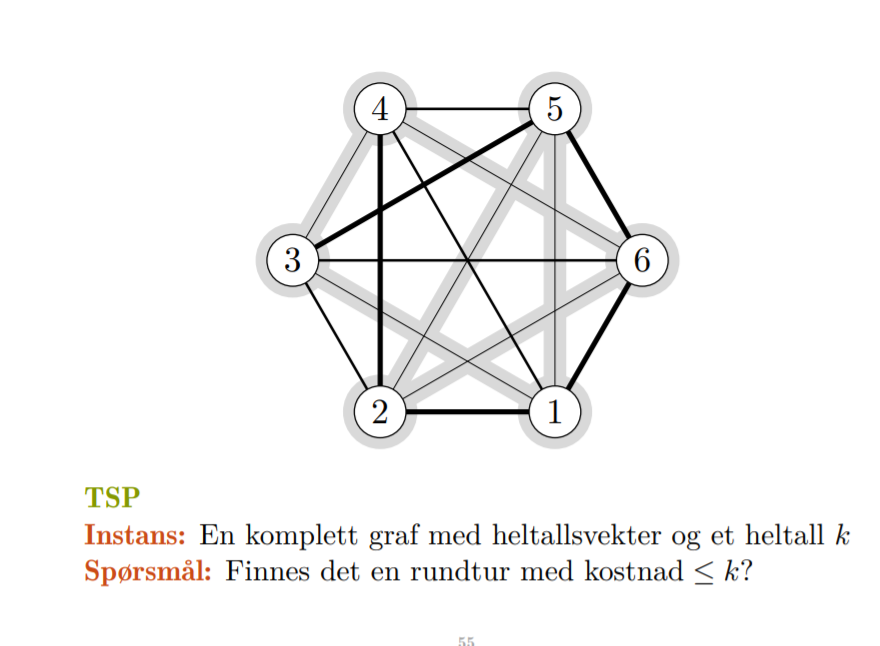 4 5
3 6
2 1
TSP
Instans: En komplett graf med heltallsvekter og et heltall k
Spørsmål: Finnes det en rundtur med kostnad ≤ k?
55